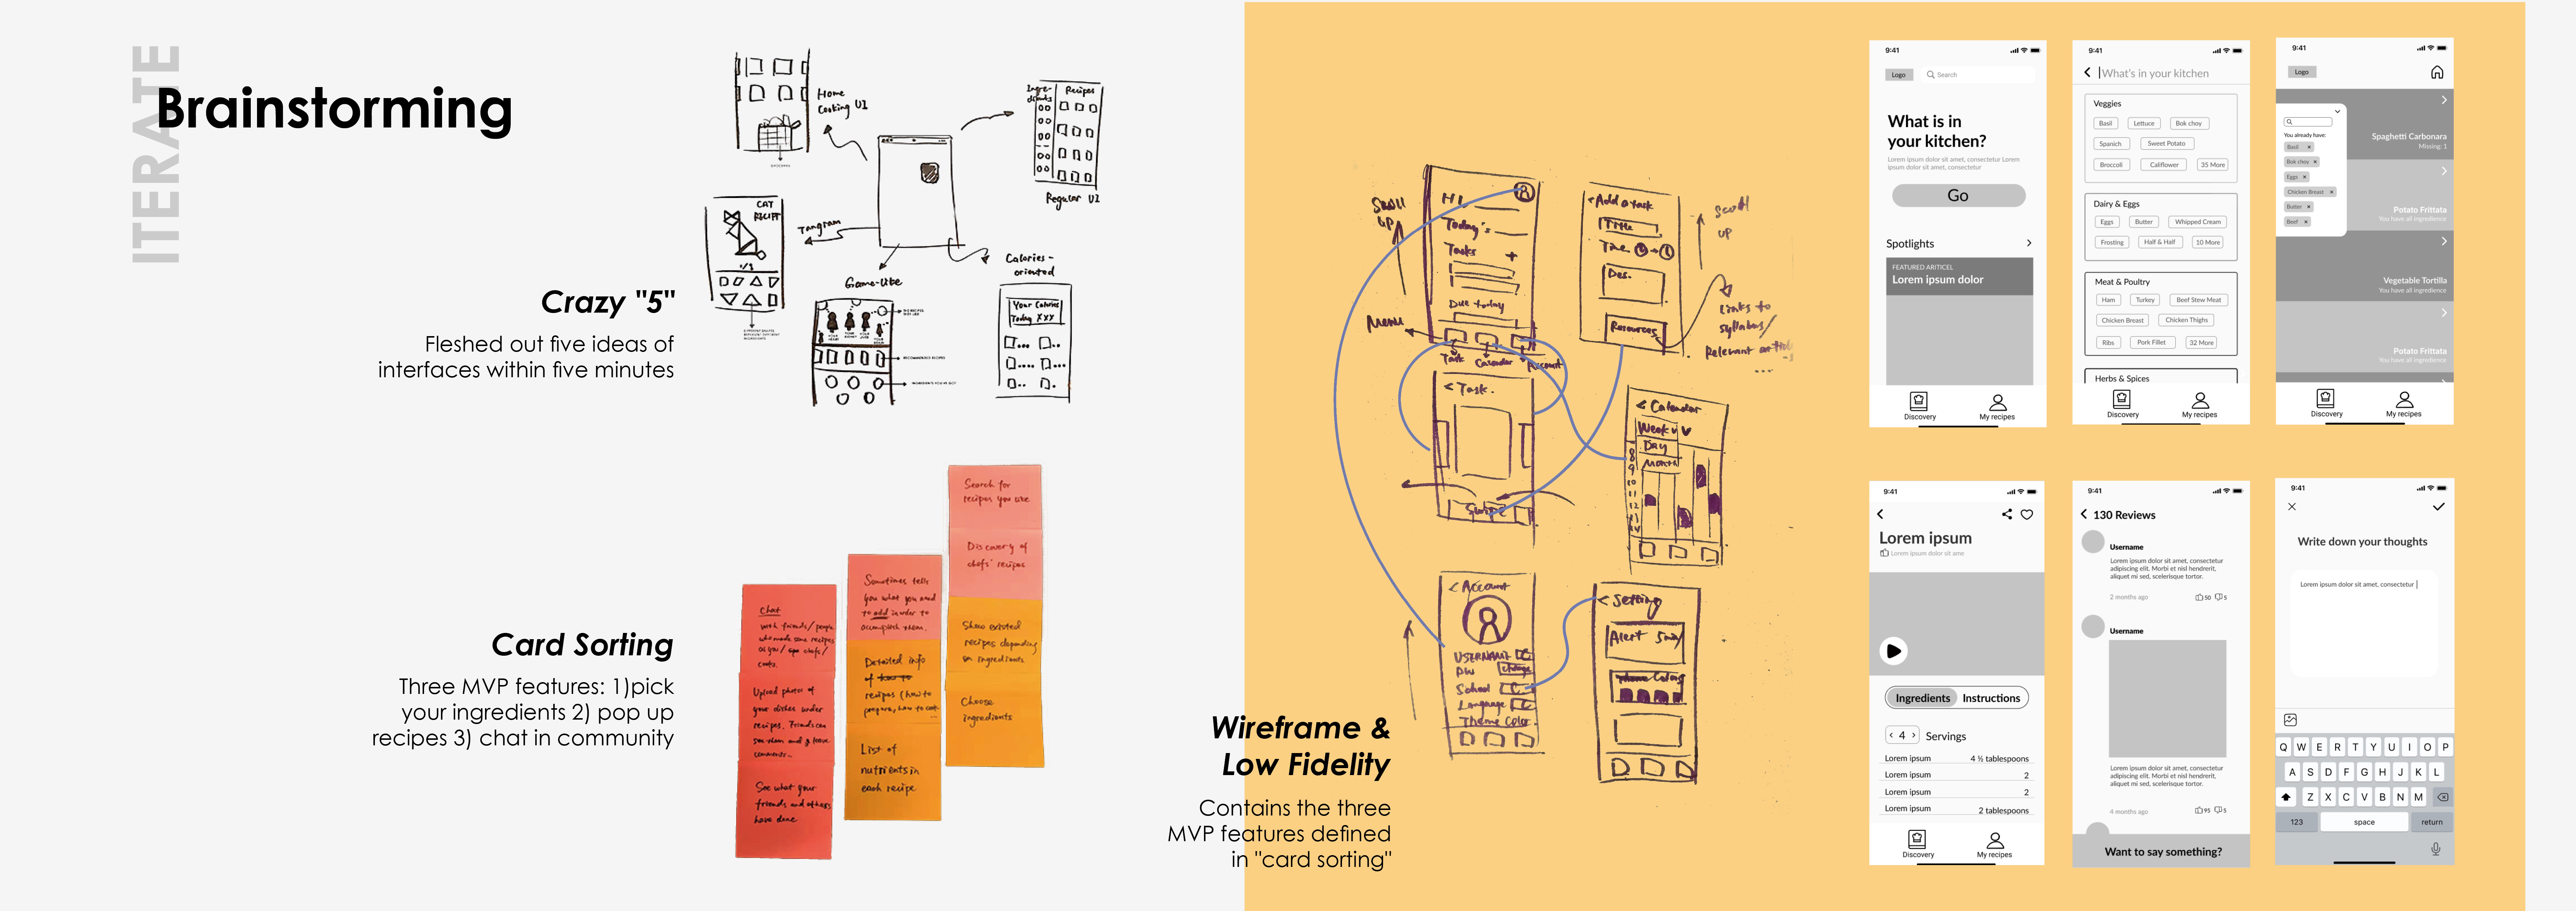 ITERATE
Brainstorming
Crazy "5"
Fleshed out five ideas of
interfaces within five minutes
Home
Cooking UI
Ingre-
dients
Recipes
Regular UI
CAT
RECIPE
Tangram
Game-like
Calories-
oriented
Your Calories
Today XXX
RECOMMENDED RECIPES
INGREDIENTS YOU'VE GOT
Card Sorting
Three MVP features: 1)pick
your ingredients 2) pop up
recipes 3) chat in community
Chat
with friends/people
who made same recipes
as you/
chefs/
cooks.
Upload photos of
your dishes under
recipes. Friends can
see them and leave
comments..
See what your
friends and others
have done
Sometimes tells
you what you need
to add in order to
accomplish them.
Detailed info
of
recipes (how to
prepare, how to cook
...
List of
nutrients in
each recipe
Search for
recipes you like
Discovery of
chefs' recipes
Show existed
recipes depending
on ingredients
Choose
ingredients
Wireframe &
Low Fidelity
Contains the three
MVP features defined
in "card sorting"
Scroll
up
Hi
Today's
Tasks +
Due today
Menu
Task
Calendar
Account
< Add a task
Title
Time
Des.
Resources
Scroll
up
Links to
syllabus/
Relevant
....
< Task.
Swipe
< Calendar
Week
Day
Month
8
9
10
11
12
13
< Account
USERNAME
PW
change
School
Language
Theme Color
< Setting
Alert 5
Theme Color
9:41
Logo
Search
What is in
your kitchen?
Lorem ipsum dolor sit amet, consectetur Lorem
ipsum dolor sit amet, consectetur
Go
Spotlights
FEATURED ARITICEL
Lorem ipsum dolor
Discovery
My recipes
9:41
What's in your kitchen
Veggies
Basil
Lettuce
Bok choy
Spanich
Sweet Potato
Broccoli
Califlower
35 More
Dairy & Eggs
Eggs
Butter
Whipped Cream
Frosting
Half & Half
10 More
Meat & Poultry
Ham
Turkey
Beef Stew Meat
Chicken Breast
Chicken Thighs
Ribs
Pork Fillet
32 More
Herbs & Spices
Discovery
My recipes
9:41
Logo
You already have:
Basil ×
Bok choy ×
Eggs ×
Chicken Breast ×
Butter ×
Beef ×
Spaghetti Carbonara
Missing: 1
Potato Frittata
You have all ingredience
Vegetable Tortilla
You have all ingredience
Potato Frittata
You have all ingredience
Discovery
My recipes
9:41
Lorem ipsum
Lorem ipsum dolor sit ame
Ingredients
Instructions
< 4 > Servings
Lorem ipsum 4 ½ tablespoons
Lorem ipsum 2
Lorem ipsum 2
Lorem ipsum 2 tablespoons
Discovery
My recipes
9:41
130 Reviews
Username
Lorem ipsum dolor sit amet, consectetur
adipiscing elit. Morbi et nisl hendrerit,
aliquet mi sed, scelerisque tortor.
2 months ago
50
5
Username
Lorem ipsum dolor sit amet, consectetur
adipiscing elit. Morbi et nisl hendrerit,
aliquet mi sed, scelerisque tortor.
4 months ago
95
5
Want to say something?
9:41
Write down your thoughts
Lorem ipsum dolor sit amet, consectetur
Q W E R T Y U I O P
A S D F G H J K L
Z X C V B N M
123 space return